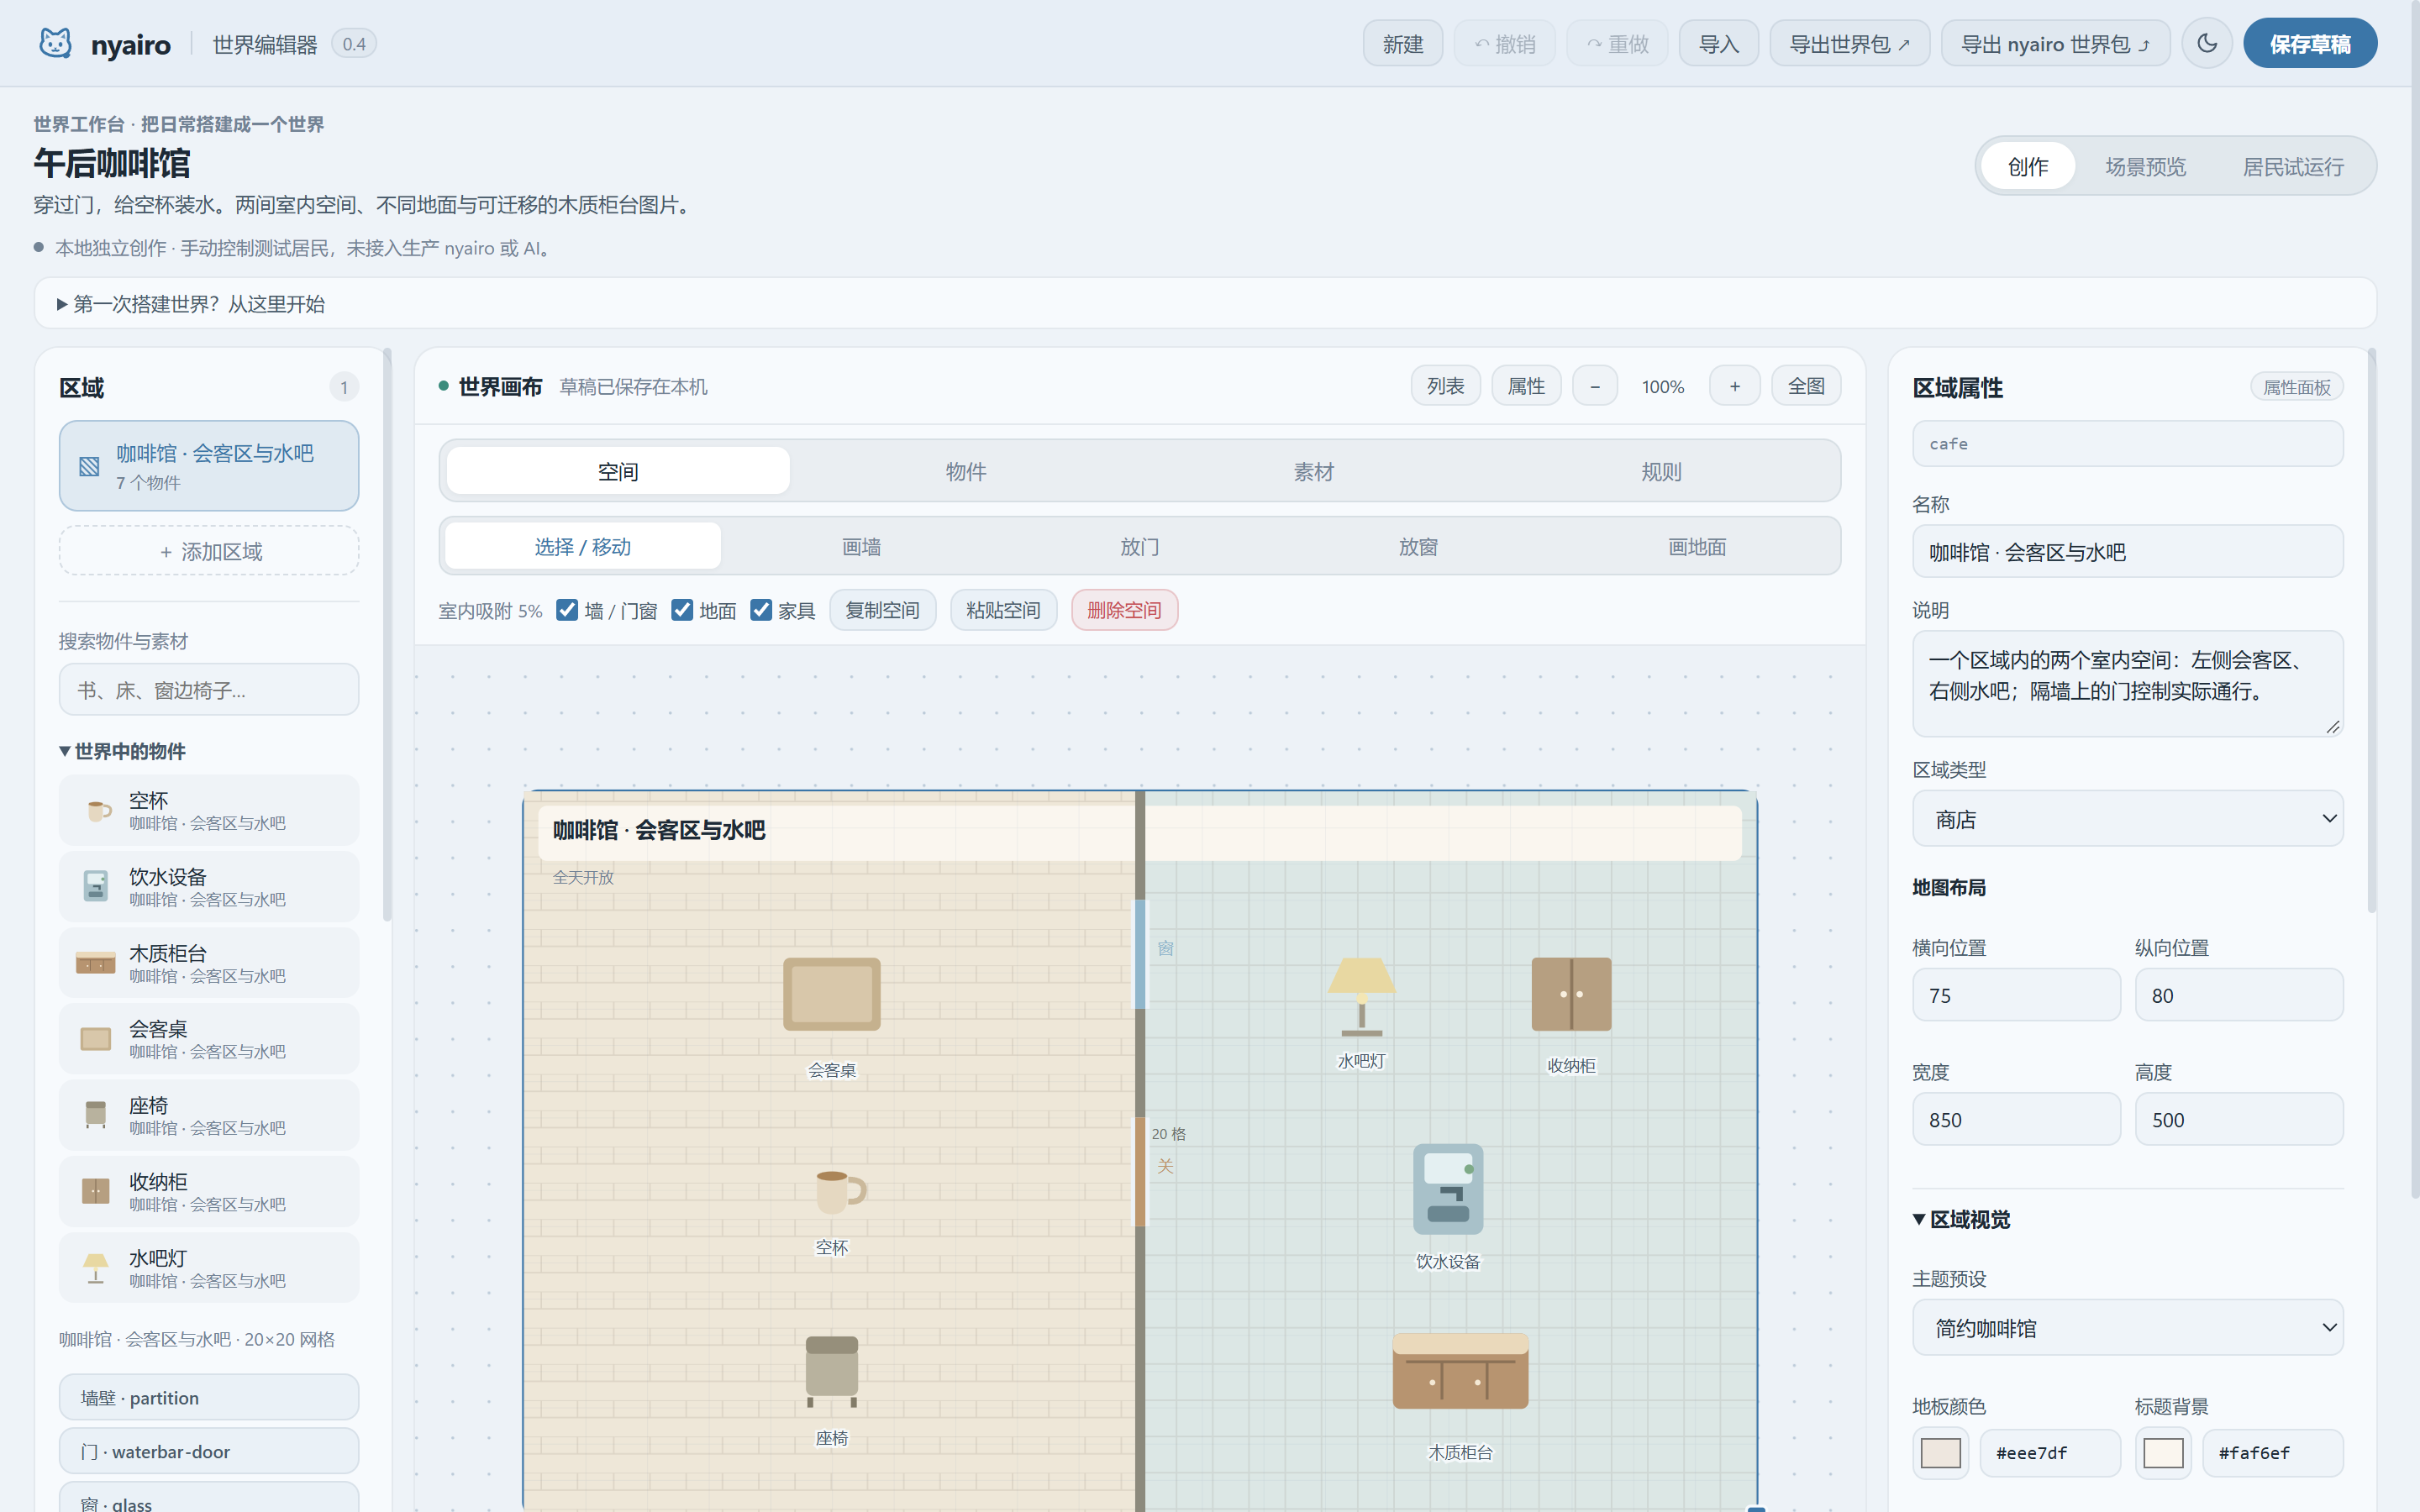 nyairo
世界编辑器
0.4
新建
撤销
重做
导入
导出世界包 ↗
导出 nyairo 世界包
保存草稿
世界工作台 · 把日常搭建成一个世界
午后咖啡馆
穿过门，给空杯装水。两间室内空间、不同地面与可迁移的木质柜台图片。
本地独立创作 · 手动控制测试居民，未接入生产 nyairo 或 AI。
创作
场景预览
居民试运行
第一次搭建世界？从这里开始
区域
1
咖啡馆 · 会客区与水吧
7 个物件
+ 添加区域
搜索物件与素材
书、床、窗边椅子...
世界中的物件
空杯
咖啡馆 · 会客区与水吧
饮水设备
咖啡馆 · 会客区与水吧
木质柜台
咖啡馆 · 会客区与水吧
会客桌
咖啡馆 · 会客区与水吧
座椅
咖啡馆 · 会客区与水吧
收纳柜
咖啡馆 · 会客区与水吧
水吧灯
咖啡馆 · 会客区与水吧
咖啡馆 · 会客区与水吧 · 20×20 网格
墙壁 · partition
门 · waterbar-door
窗 · glass
世界画布
草稿已保存在本机
列表
属性
−
100%
+
全图
空间
物件
素材
规则
选择 / 移动
画墙
放门
放窗
画地面
室内吸附 5%
墙 / 门窗
地面
家具
复制空间
粘贴空间
删除空间
咖啡馆 · 会客区与水吧
全天开放
窗
会客桌
水吧灯
收纳柜
20 格
关
空杯
饮水设备
座椅
木质柜台
区域属性
属性面板
cafe
名称
咖啡馆 · 会客区与水吧
说明
一个区域内的两个室内空间：左侧会客区、
右侧水吧；隔墙上的门控制实际通行。
区域类型
商店
地图布局
横向位置
纵向位置
75
80
宽度
高度
850
500
区域视觉
主题预设
简约咖啡馆
地板颜色
标题背景
#eee7df
#faf6ef